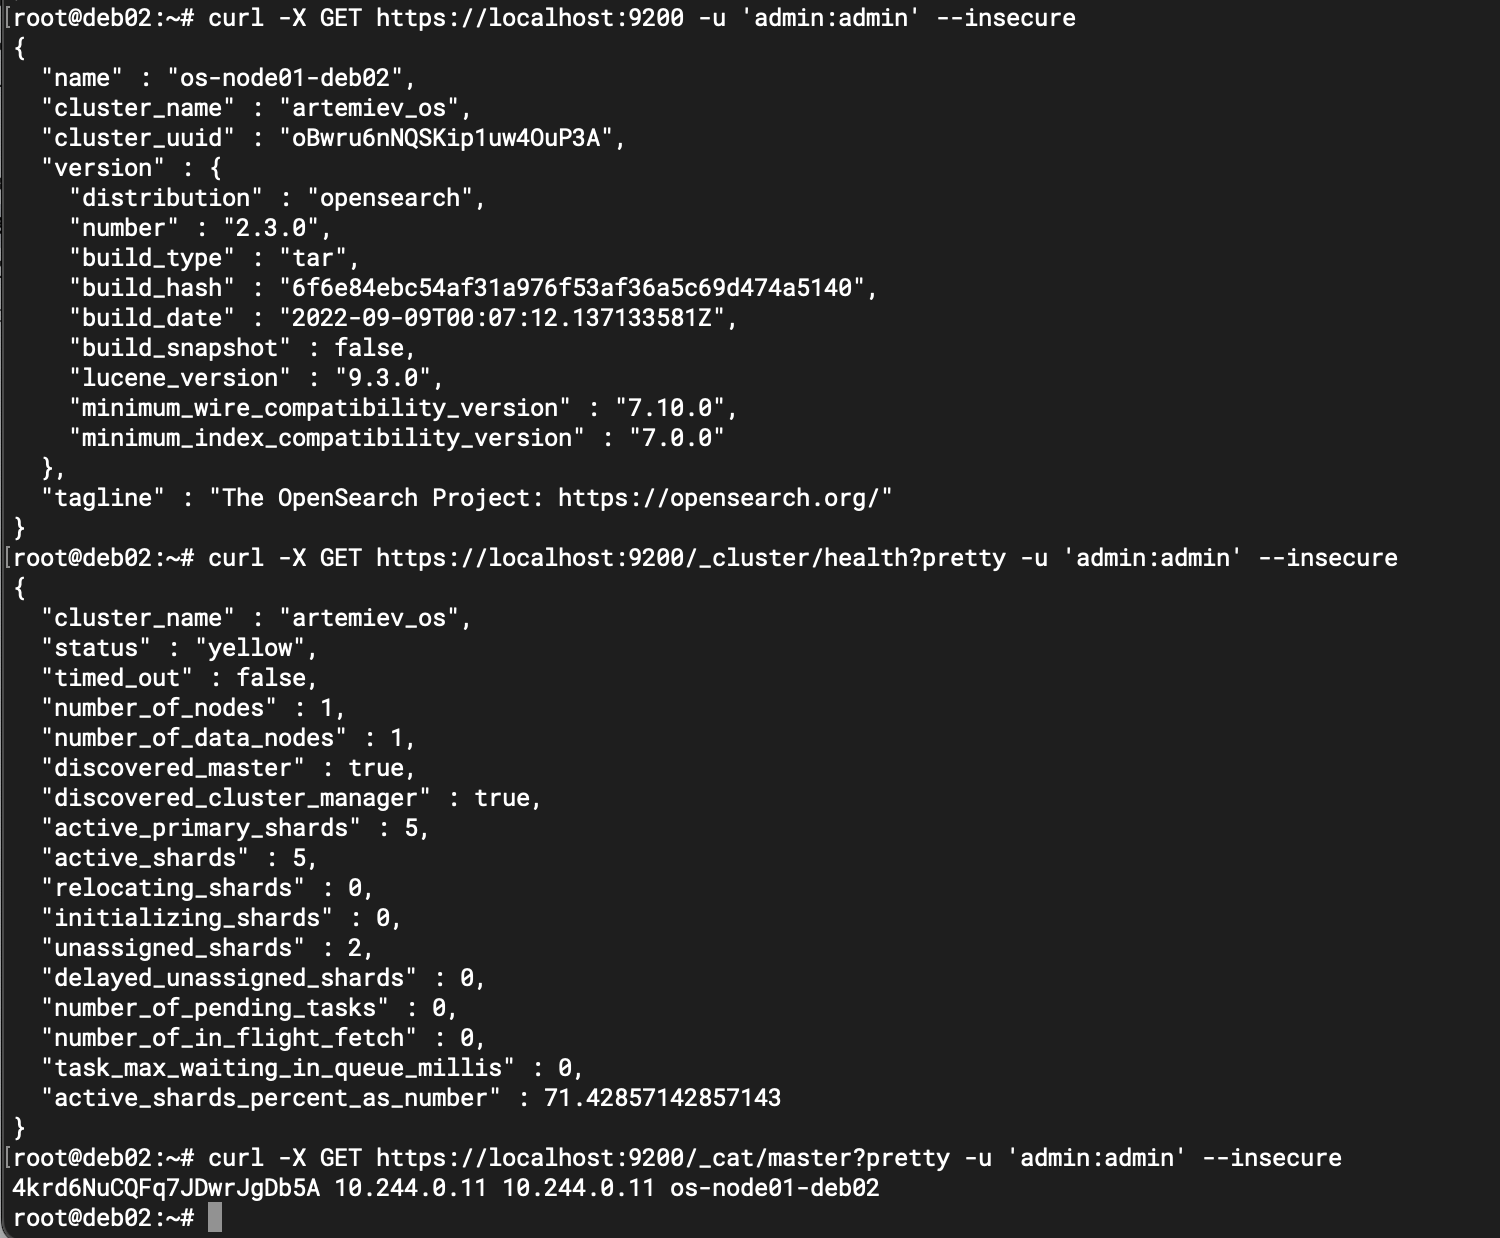 [root@deb02:~# curl -X GET https://localhost:9200 -u 'admin:admin' --insecure
{
  "name" : "os-node01-deb02",
  "cluster_name" : "artemiev_os",
  "cluster_uuid" : "oBwru6nNQSKip1uw4OuP3A",
  "version" : {
    "distribution" : "opensearch",
    "number" : "2.3.0",
    "build_type" : "tar",
    "build_hash" : "6f6e84ebc54af31a976f53af36a5c69d474a5140",
    "build_date" : "2022-09-09T00:07:12.137133581Z",
    "build_snapshot" : false,
    "lucene_version" : "9.3.0",
    "minimum_wire_compatibility_version" : "7.10.0",
    "minimum_index_compatibility_version" : "7.0.0"
  },
  "tagline" : "The OpenSearch Project: https://opensearch.org/"
}
[root@deb02:~# curl -X GET https://localhost:9200/_cluster/health?pretty -u 'admin:admin' --insecure
{
  "cluster_name" : "artemiev_os",
  "status" : "yellow",
  "timed_out" : false,
  "number_of_nodes" : 1,
  "number_of_data_nodes" : 1,
  "discovered_master" : true,
  "discovered_cluster_manager" : true,
  "active_primary_shards" : 5,
  "active_shards" : 5,
  "relocating_shards" : 0,
  "initializing_shards" : 0,
  "unassigned_shards" : 2,
  "delayed_unassigned_shards" : 0,
  "number_of_pending_tasks" : 0,
  "number_of_in_flight_fetch" : 0,
  "task_max_waiting_in_queue_millis" : 0,
  "active_shards_percent_as_number" : 71.42857142857143
}
[root@deb02:~# curl -X GET https://localhost:9200/_cat/master?pretty -u 'admin:admin' --insecure
4krd6NuCQFq7JDwrJgDb5A 10.244.0.11 10.244.0.11 os-node01-deb02
root@deb02:~#